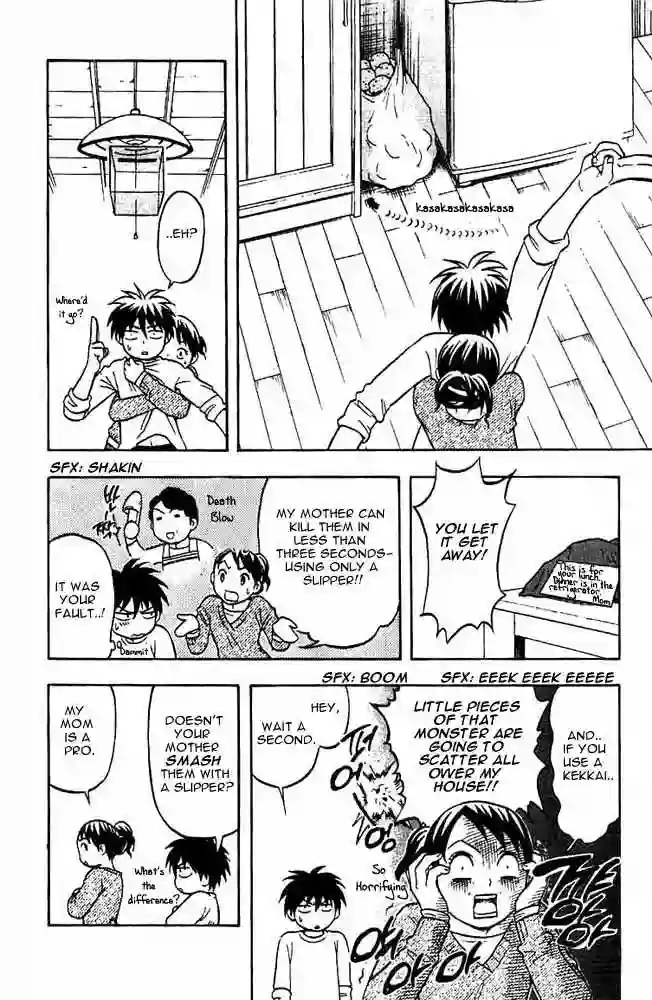 kasakasakasakasa
..EH?
Where'd
it go?
YOU LET
IT GET
AWAY!
This is for
your lunch.
Dinner is in the
refrigerator.
Mom
SFX: SHAKIN
MY MOTHER CAN
KILL THEM IN
LESS THAN
THREE SECONDS-
USING ONLY A
SLIPPER!!
Death
Blow
IT WAS
YOUR
FAULT..!
Dammit
SFX: BOOM
SFX: EEEK EEEK EEEEE
AND..
IF YOU
USE A
KEKKAI..
LITTLE PIECES
OF THAT
MONSTER ARE
GOING TO
SCATTER ALL
OWER MY
HOUSE!!
So
Horrifying
HEY,
WAIT A
SECOND.
DOESN'T
YOUR
MOTHER
SMASH
THEM WITH
A SLIPPER?
What's
the
difference?
MY
MOM IS
A PRO.